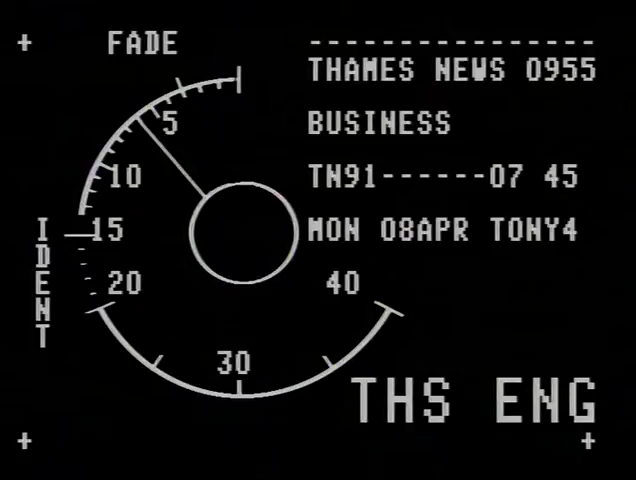 FADE
----------------
THAMES NEWS 0955
5
BUSINESS
10
TN91------07 45
15
MON 08APR TONY4
IDENT
20
40
30
THS ENG